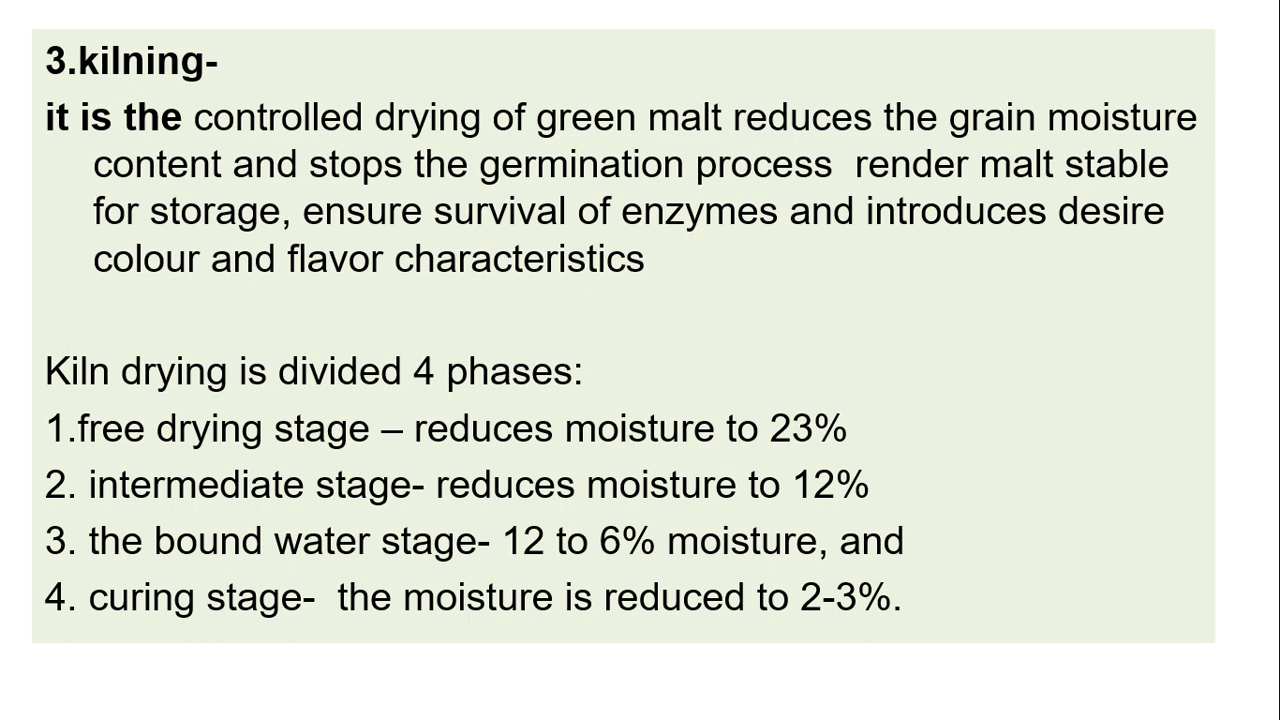 3.kilning-
it is the controlled drying of green malt reduces the grain moisture
content and stops the germination process  render malt stable
for storage, ensure survival of enzymes and introduces desire
colour and flavor characteristics
Kiln drying is divided 4 phases:
1.free drying stage – reduces moisture to 23%
2. intermediate stage- reduces moisture to 12%
3. the bound water stage- 12 to 6% moisture, and
4. curing stage-  the moisture is reduced to 2-3%.